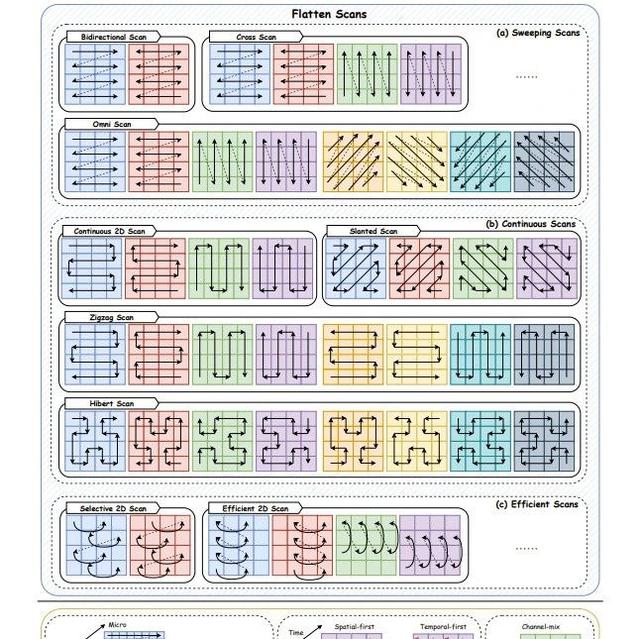 Flatten Scans
(a) Sweeping Scans
Bidirectional Scan
Cross Scan
......
Omni Scan
(b) Continuous Scans
Continuous 2D Scan
Slanted Scan
Zigzag Scan
Hibert Scan
(c) Efficient Scans
Selective 2D Scan
Efficient 2D Scan
......
Micro
Time
Spatial-first
Temporal-first
Channel-mix